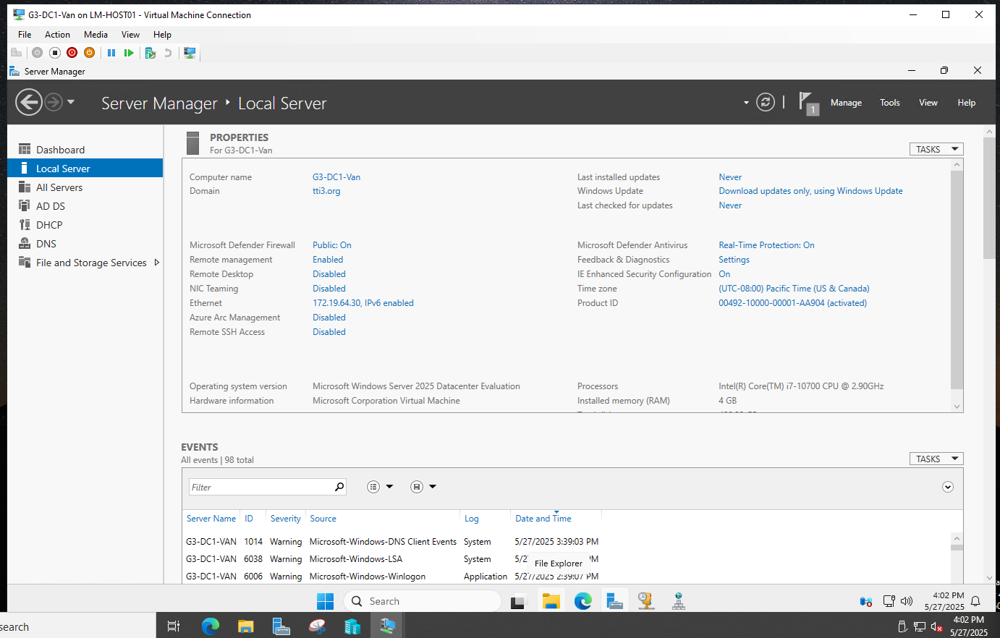 G3-DC1-Van on LM-HOST01 - Virtual Machine Connection
File Action Media View Help
Server Manager
Server Manager Local Server
1 Manage Tools View Help
Dashboard
Local Server
All Servers
AD DS
DHCP
DNS
File and Storage Services
PROPERTIES
For G3-DC1-Van
TASKS
Computer name G3-DC1-Van Last installed updates Never
Domain tti3.org Windows Update Download updates only, using Windows Update
Last checked for updates Never
Microsoft Defender Firewall Public: On Microsoft Defender Antivirus Real-Time Protection: On
Remote management Enabled Feedback & Diagnostics Settings
Remote Desktop Disabled IE Enhanced Security Configuration On
NIC Teaming Disabled Time zone (UTC-08:00) Pacific Time (US & Canada)
Ethernet 172.19.64.30, IPv6 enabled Product ID 00492-10000-00001-AA904 (activated)
Azure Arc Management Disabled
Remote SSH Access Disabled
Operating system version Microsoft Windows Server 2025 Datacenter Evaluation Processors Intel(R) Core(TM) i7-10700 CPU @ 2.90GHz
Hardware information Microsoft Corporation Virtual Machine Installed memory (RAM) 4 GB
EVENTS
All events | 98 total
TASKS
Filter
Server Name ID Severity Source Log Date and Time
G3-DC1-VAN 1014 Warning Microsoft-Windows-DNS Client Events System 5/27/2025 3:39:03 PM
G3-DC1-VAN 6038 Warning Microsoft-Windows-LSA System 5/2 PM
File Explorer
G3-DC1-VAN 6006 Warning Microsoft-Windows-Winlogon Application 5/27/2025 2:39:07 PM
Search
4:02 PM
5/27/2025
search
4:02 PM
5/27/2025